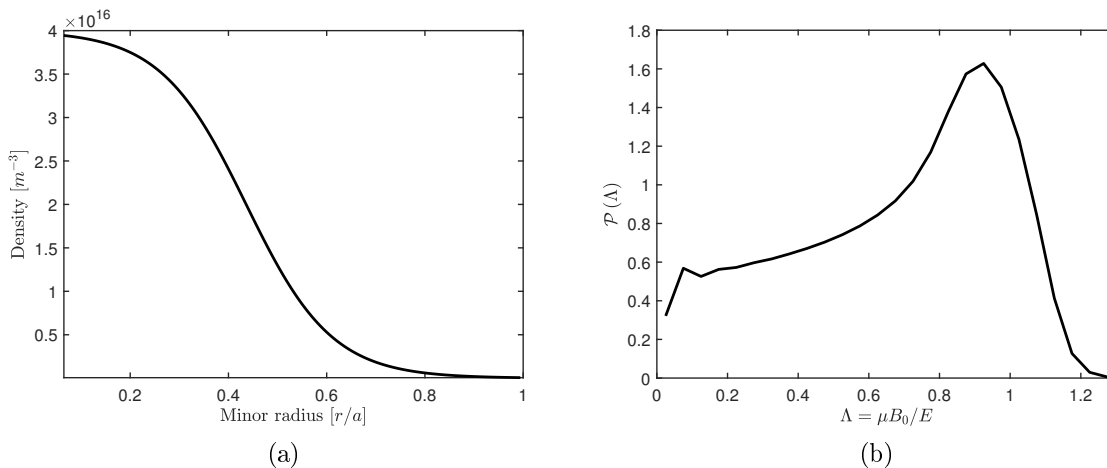 ×10^16
4
3.5
3
2.5
2
1.5
1
0.5
Density [m^{-3}]
0.2 0.4 0.6 0.8 1
Minor radius [r/a]
(a)
1.8
1.6
1.4
1.2
1
0.8
0.6
0.4
0.2
0
𝒫(Λ)
0 0.2 0.4 0.6 0.8 1 1.2
Λ = μB₀/E
(b)